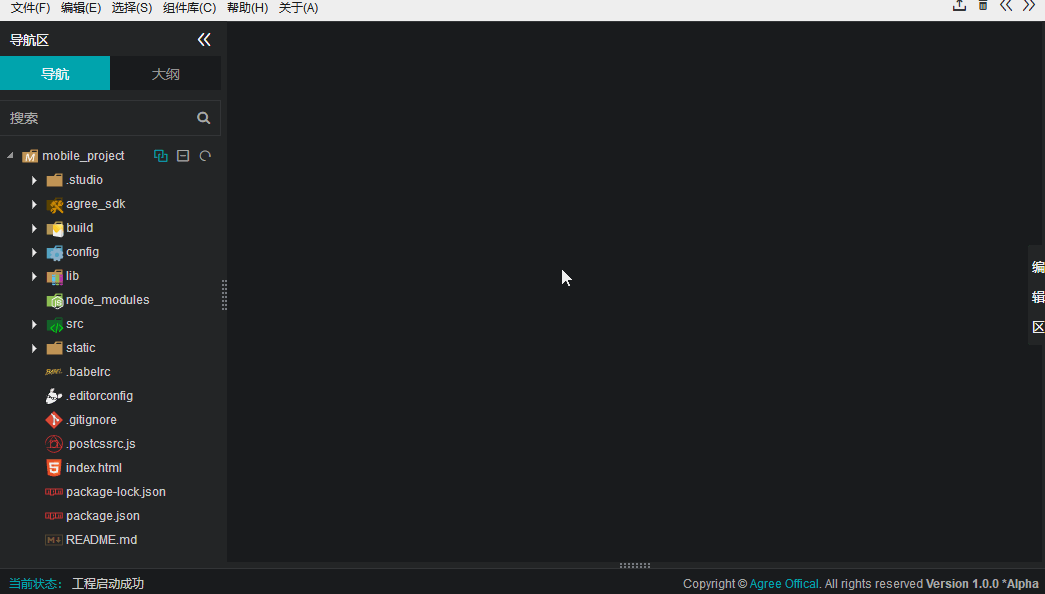 文件(F) 编辑(E) 选择(S) 组件库(C) 帮助(H) 关于(A)
导航区
导航 大纲
搜索
mobile_project
.studio
agree_sdk
build
config
lib
node_modules
src
static
.babelrc
.editorconfig
.gitignore
.postcssrc.js
index.html
package-lock.json
package.json
README.md
编
辑
区
当前状态： 工程启动成功
Copyright © Agree Offical. All rights reserved Version 1.0.0 *Alpha